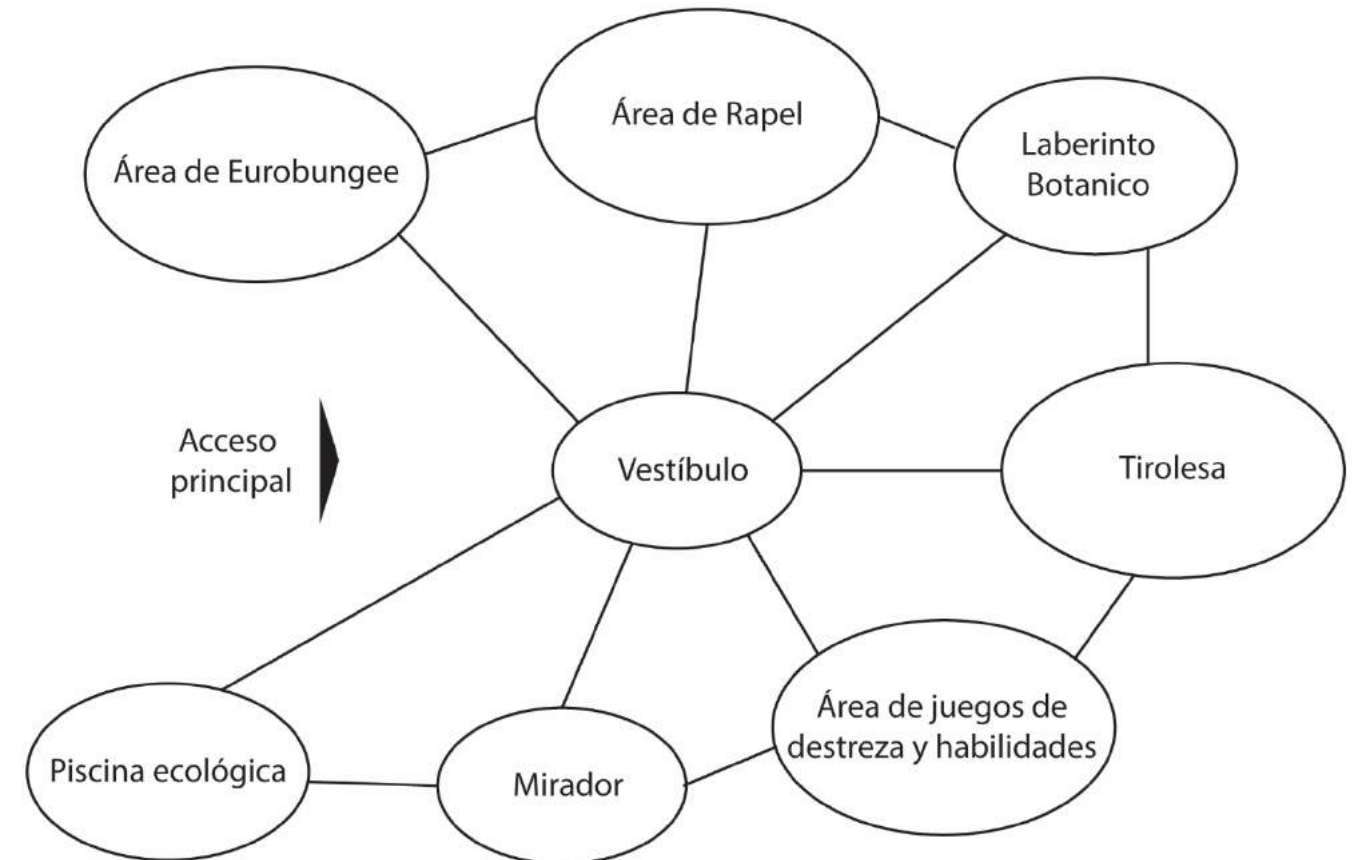 Área de Rapel
Área de Eurobungee
Laberinto
Botanico
Acceso
principal
Vestíbulo
Tirolesa
Área de juegos de
destreza y habilidades
Piscina ecológica
Mirador